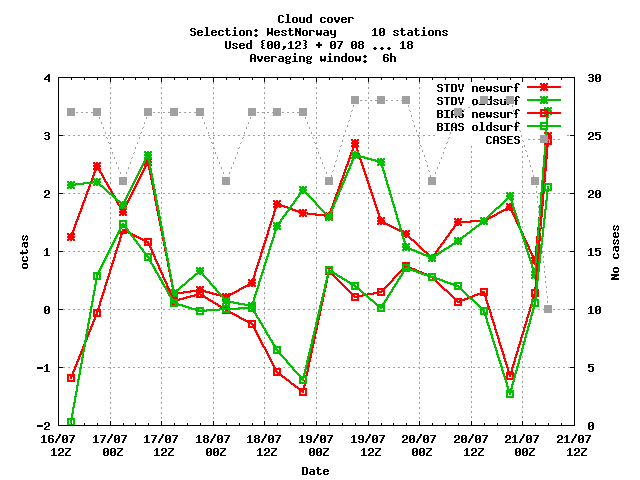 Cloud cover
Selection: WestNorway     10 stations
Used {00,12} + 07 08 ... 18
Averaging window:  6h
STDV newsurf
STDV oldsurf
BIAS newsurf
BIAS oldsurf
CASES
octas
4
3
2
1
0
-1
-2
No cases
30
25
20
15
10
5
0
16/07 17/07 17/07 18/07 18/07 19/07 19/07 20/07 20/07 21/07 21/07
12Z 00Z 12Z 00Z 12Z 00Z 12Z 00Z 12Z 00Z 12Z
Date